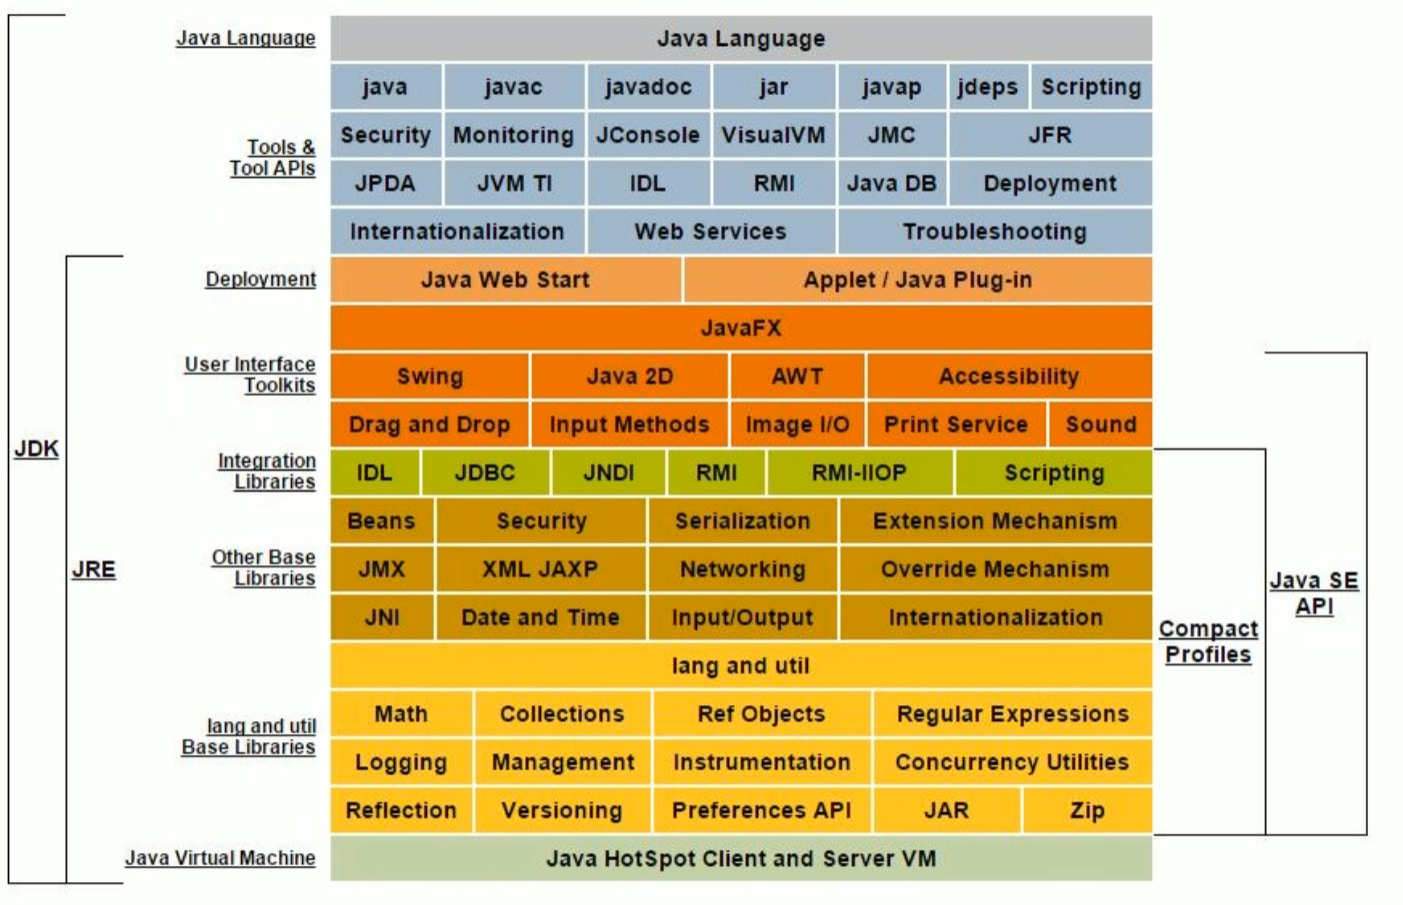 Java Language
Java Language
java
javac
javadoc
jar
javap
jdeps
Scripting
Tools &
Tool APIs
Security
Monitoring
JConsole
VisualVM
JMC
JFR
JPDA
JVM TI
IDL
RMI
Java DB
Deployment
Internationalization
Web Services
Troubleshooting
Deployment
Java Web Start
Applet / Java Plug-in
JavaFX
User Interface
Toolkits
Swing
Java 2D
AWT
Accessibility
Drag and Drop
Input Methods
Image I/O
Print Service
Sound
JDK
Integration
Libraries
IDL
JDBC
JNDI
RMI
RMI-IIOP
Scripting
JRE
Other Base
Libraries
Beans
Security
Serialization
Extension Mechanism
JMX
XML JAXP
Networking
Override Mechanism
JNI
Date and Time
Input/Output
Internationalization
Java SE
API
Compact
Profiles
lang and util
lang and util
Base Libraries
Math
Collections
Ref Objects
Regular Expressions
Logging
Management
Instrumentation
Concurrency Utilities
Reflection
Versioning
Preferences API
JAR
Zip
Java Virtual Machine
Java HotSpot Client and Server VM